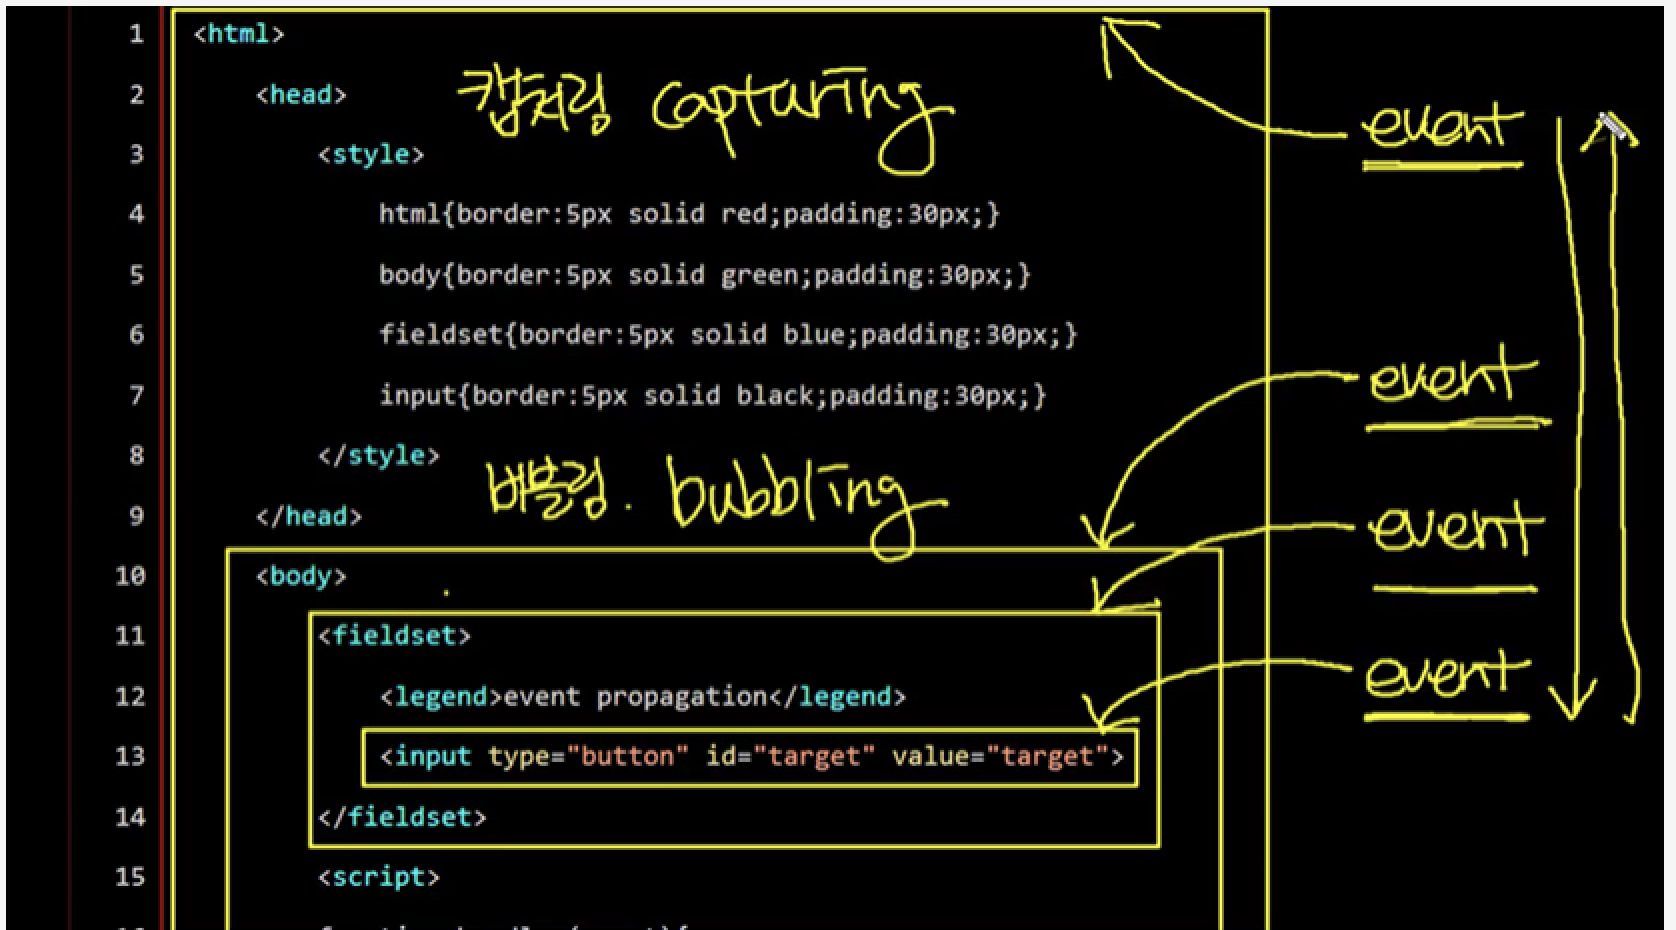 1 <html>
2 <head> 캡처링 capturing event
3 <style>
4 html{border:5px solid red;padding:30px;}
5 body{border:5px solid green;padding:30px;}
6 fieldset{border:5px solid blue;padding:30px;}
event
7 input{border:5px solid black;padding:30px;}
8 </style>
버블링. bubbling
9 </head> event
10 <body>
11 <fieldset>
event
12 <legend>event propagation</legend>
13 <input type="button" id="target" value="target">
14 </fieldset>
15 <script>